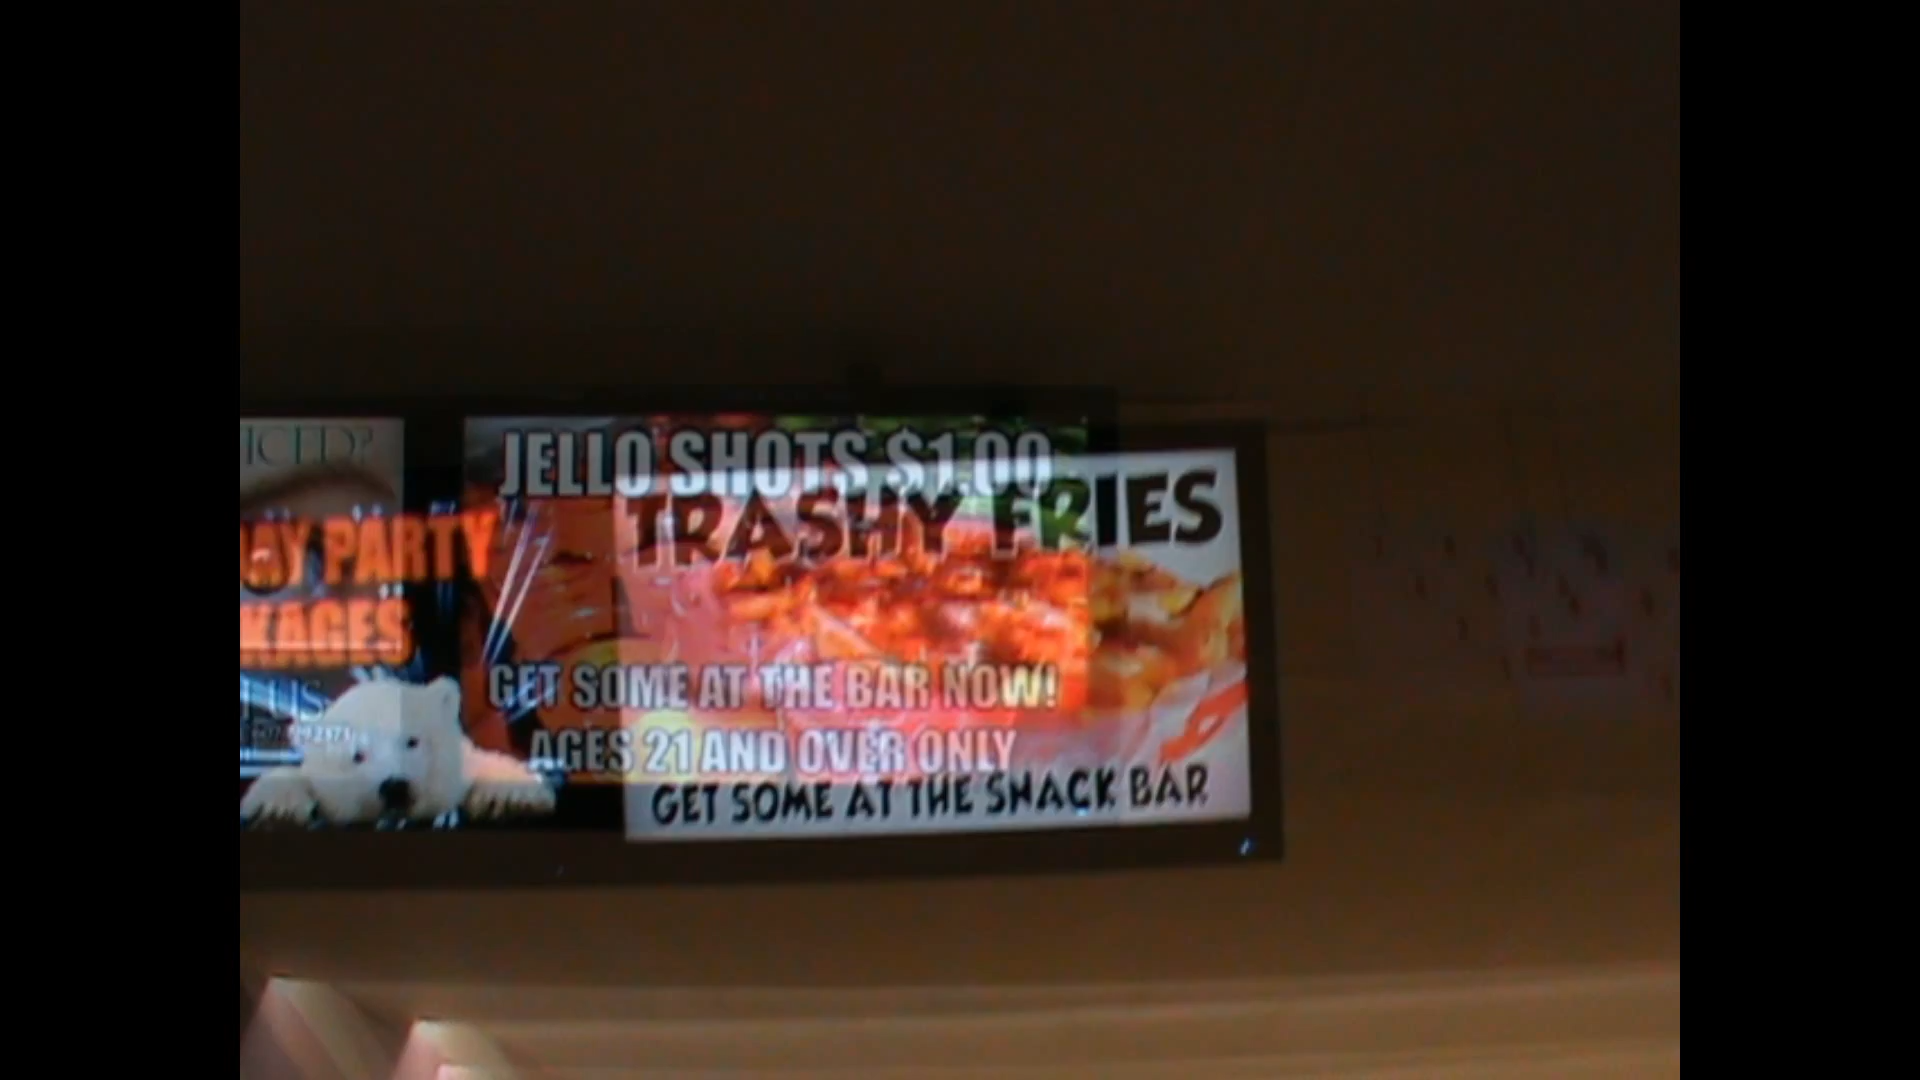 JELLO SHOTS $1.00
TRASHY FRIES
PARTY
GET SOME AT THE BAR NOW!
AGES 21 AND OVER ONLY
GET SOME AT THE SNACK BAR
US